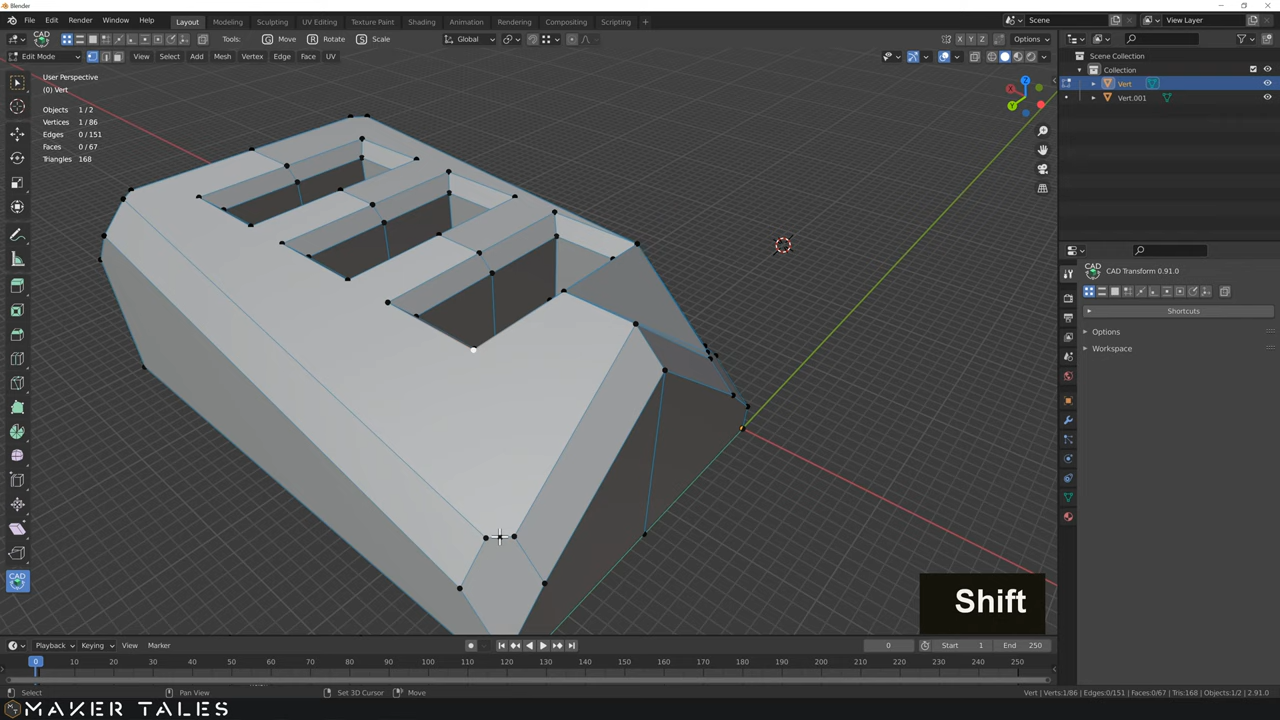 Blender
File Edit Render Window Help Layout Modeling Sculpting UV Editing Texture Paint Shading Animation Rendering Compositing Scripting + Scene View Layer
CAD Tools: Move Rotate Scale Global X Y Z Options
Edit Mode View Select Add Mesh Vertex Edge Face UV
User Perspective
(0) Vert
Objects 1 / 2
Vertices 1 / 86
Edges 0 / 151
Faces 0 / 67
Triangles 168
Z
X
Y
Scene Collection
Collection
Vert
Vert.001
CAD CAD Transform 0.91.0
Shortcuts
Options
Workspace
CAD
Shift
Playback Keying View Marker 0 Start 1 End 250
0 10 20 30 40 50 60 70 80 90 100 110 120 130 140 150 160 170 180 190 200 210 220 230 240 250
Select Pan View Set 3D Cursor Move Vert | Verts:1/86 | Edges:0/151 | Faces:0/67 | Tris:168 | Objects:1/2 | 2.91.0
MAKER TALES